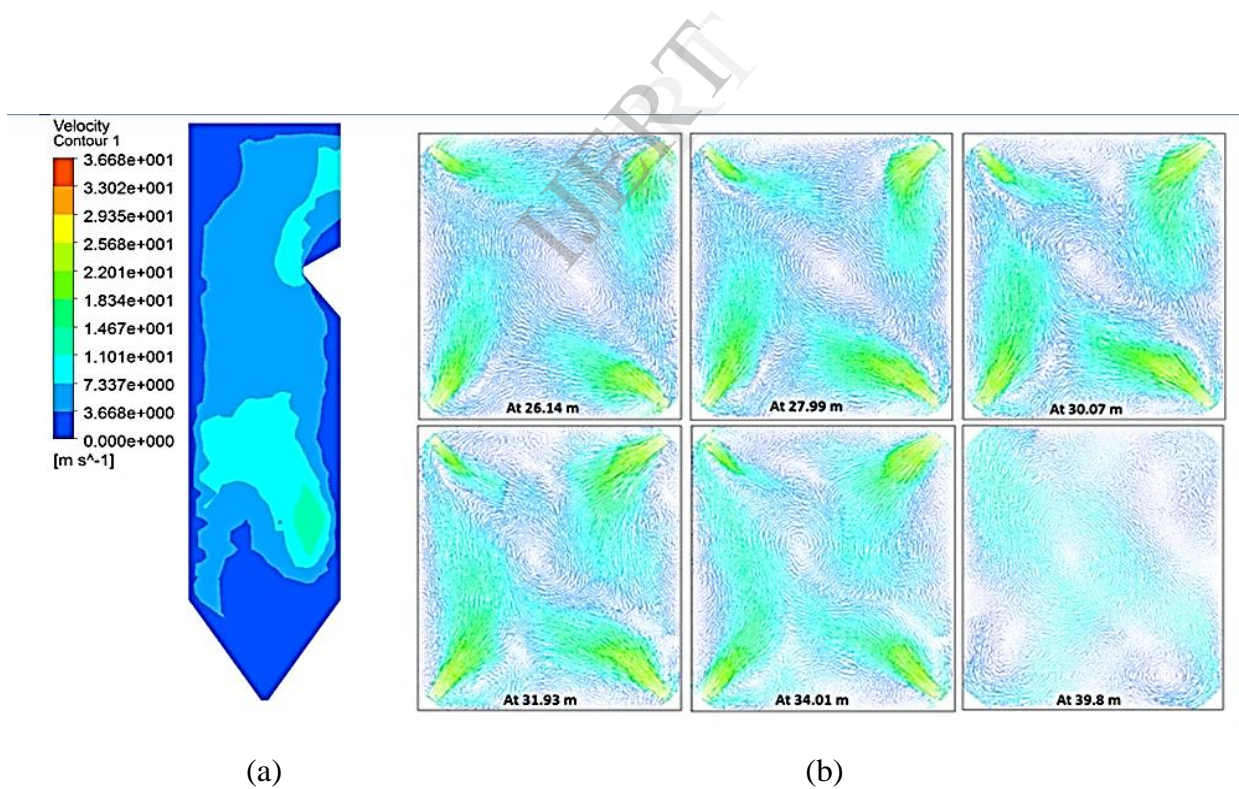 IJERT
Velocity
Contour 1
3.668e+001
3.302e+001
2.935e+001
2.568e+001
2.201e+001
1.834e+001
1.467e+001
1.101e+001
7.337e+000
3.668e+000
0.000e+000
[m s^-1]
At 26.14 m
At 27.99 m
At 30.07 m
At 31.93 m
At 34.01 m
At 39.8 m
(a)
(b)